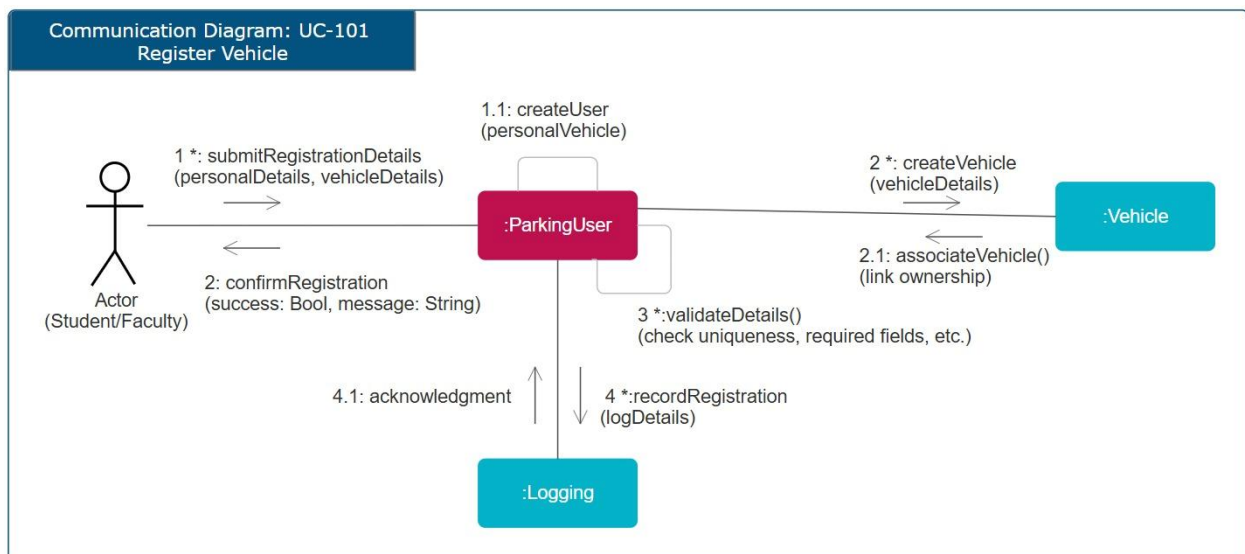 Communication Diagram: UC-101
Register Vehicle
1.1: createUser
(personalVehicle)
1 *: submitRegistrationDetails
(personalDetails, vehicleDetails)
2 *: createVehicle
(vehicleDetails)
:ParkingUser
:Vehicle
2: confirmRegistration
(success: Bool, message: String)
2.1: associateVehicle()
(link ownership)
Actor
(Student/Faculty)
3 *:validateDetails()
(check uniqueness, required fields, etc.)
4.1: acknowledgment
4 *:recordRegistration
(logDetails)
:Logging